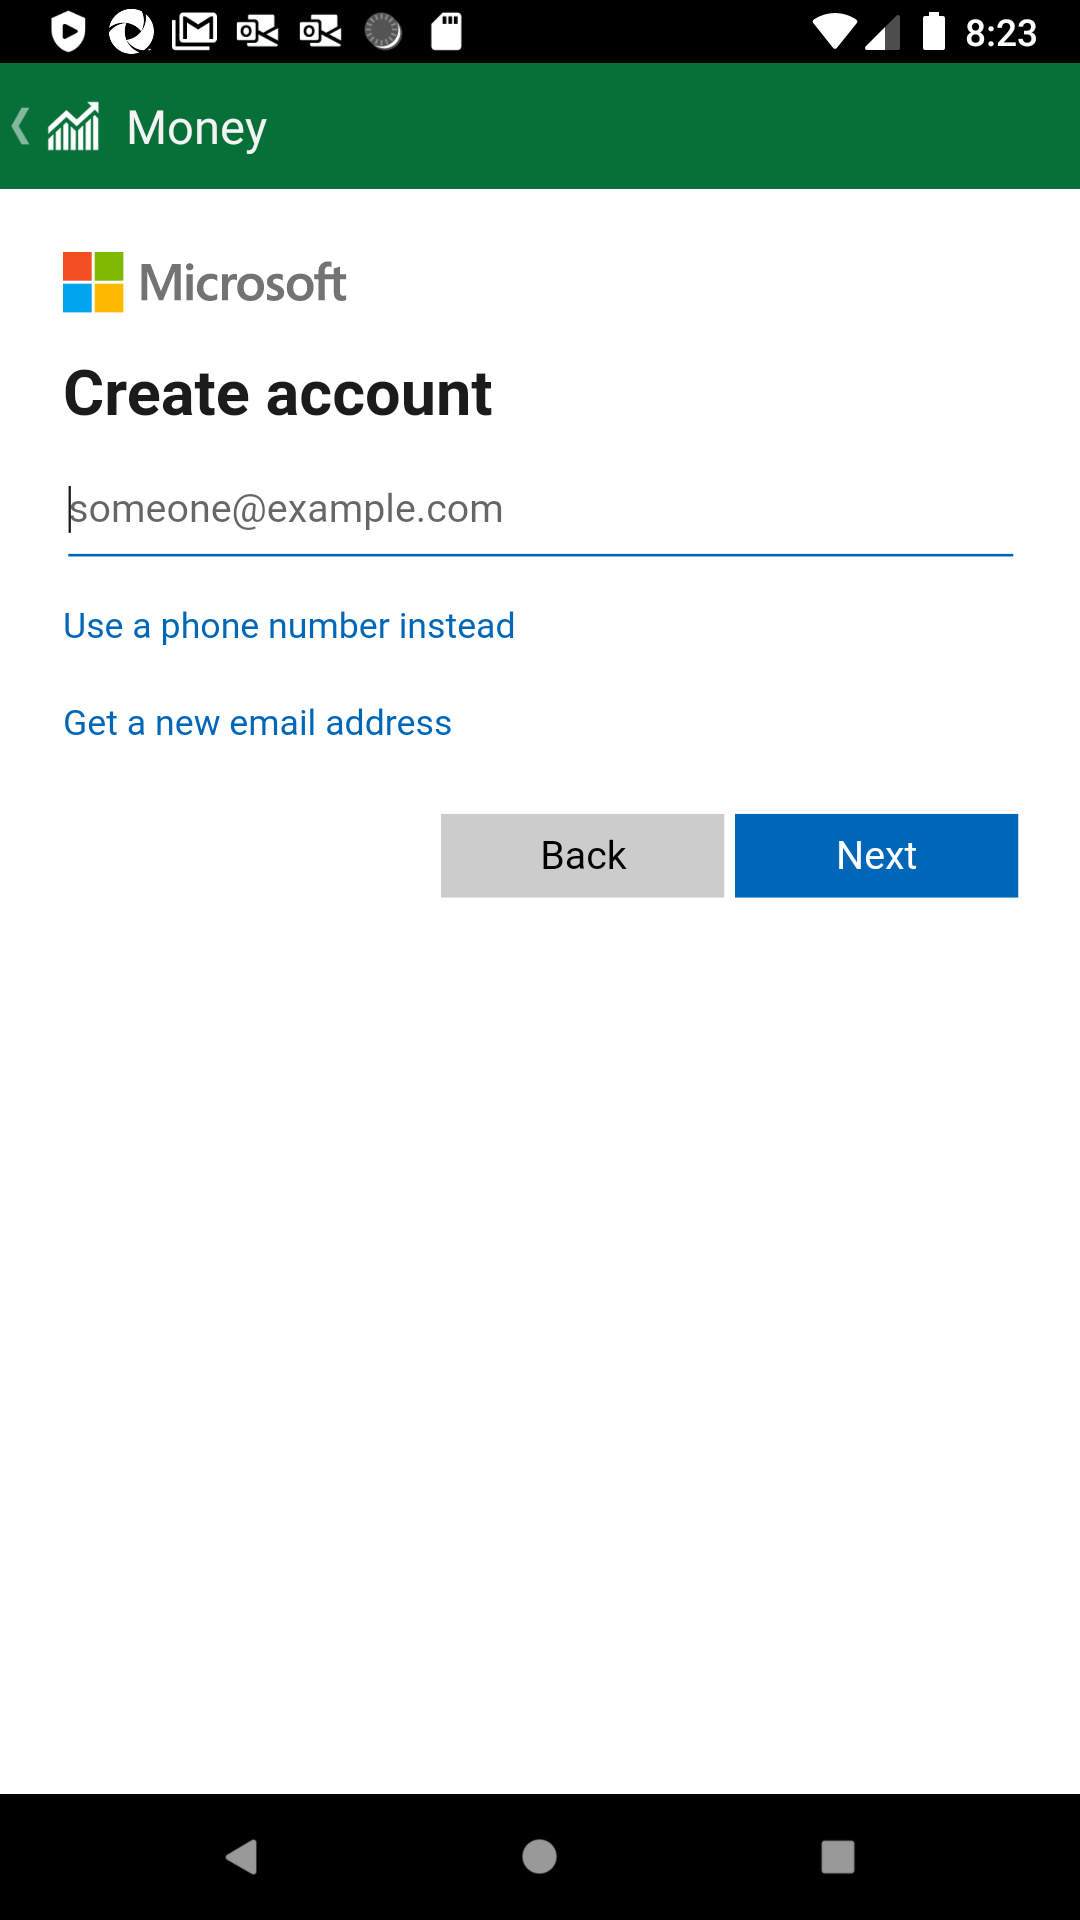 8:23
Money
Microsoft
Create account
someone@example.com
Use a phone number instead
Get a new email address
Back Next